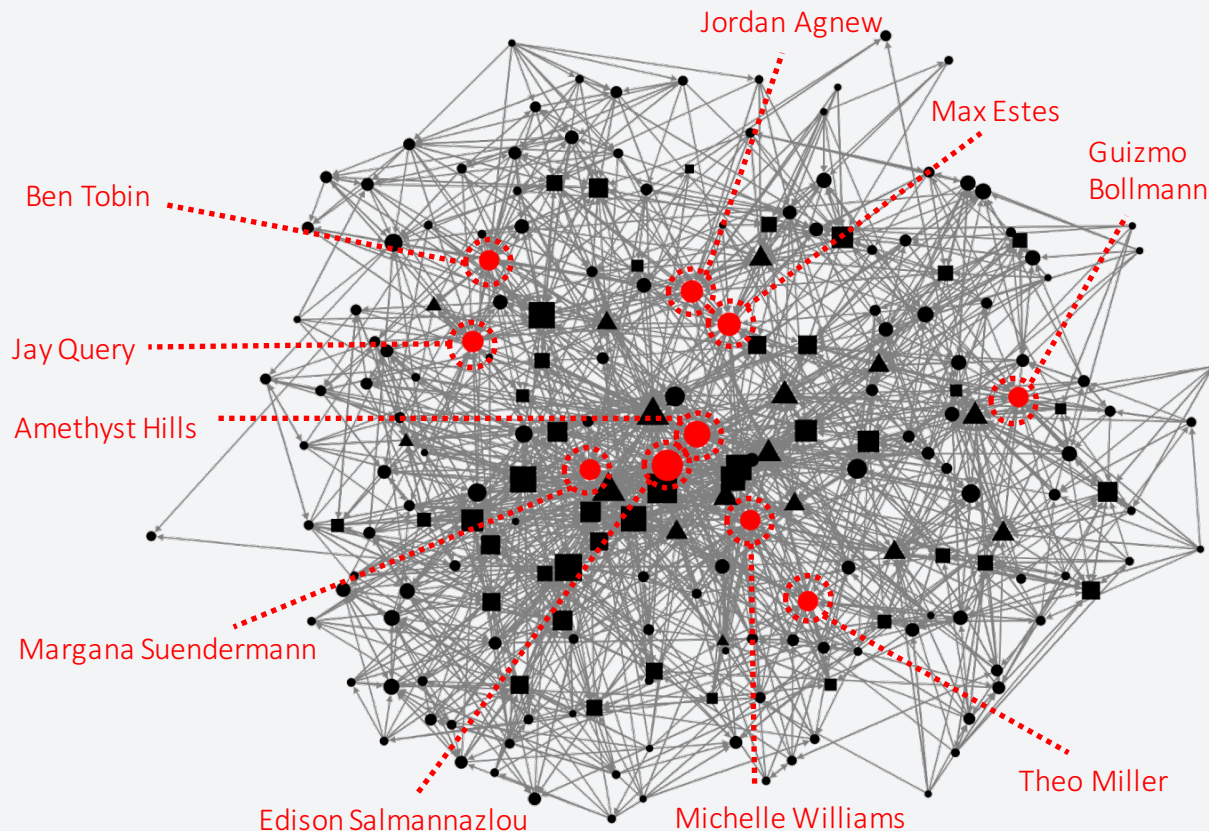 Jordan Agnew
Max Estes
Guizmo
Bollmann
Ben Tobin
Jay Query
Amethyst Hills
Margana Suendermann
Edison Salmannazlou
Michelle Williams
Theo Miller